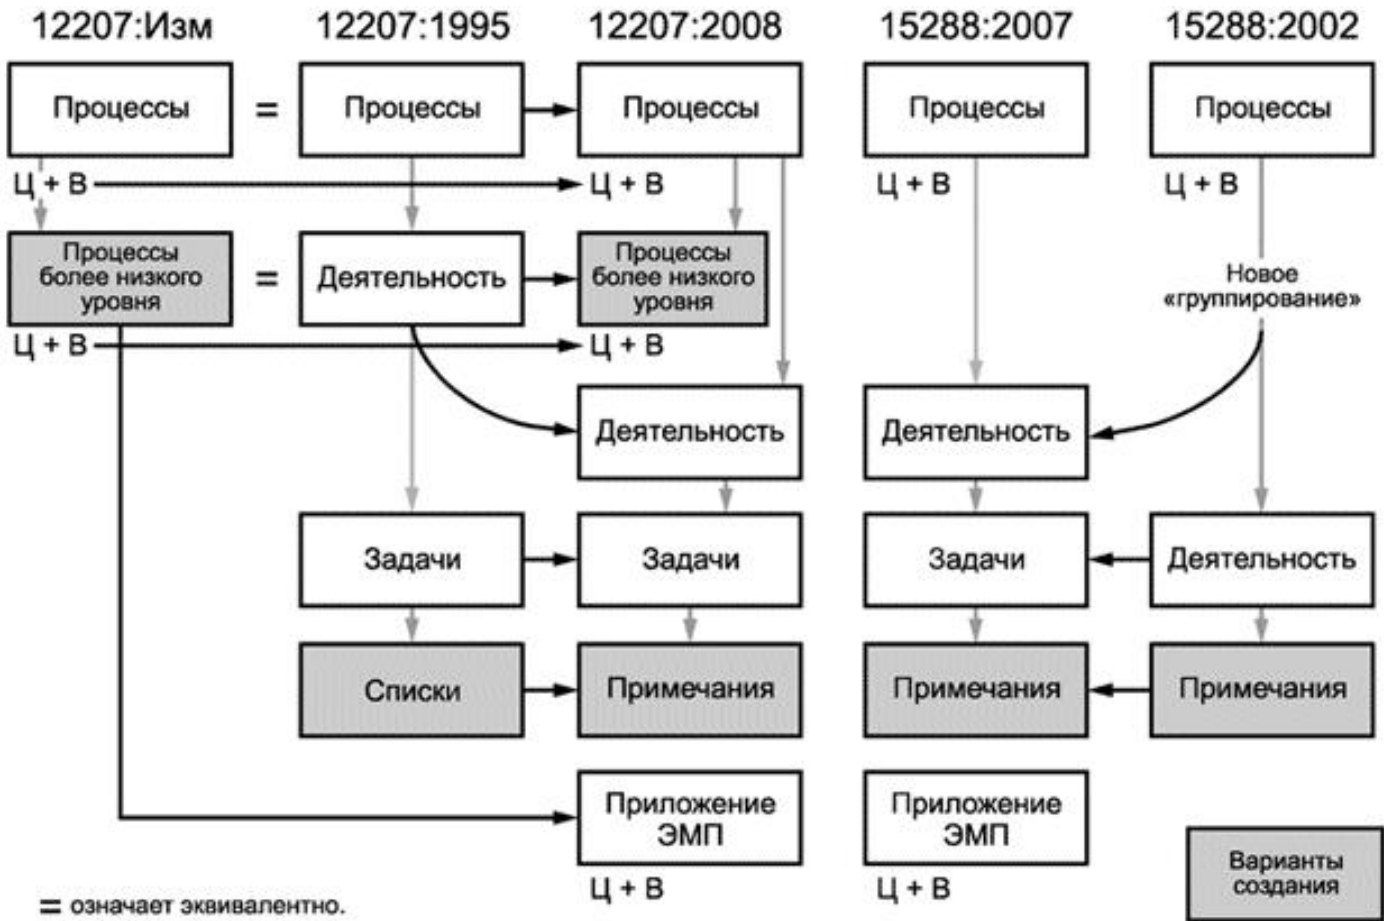 12207:Изм 12207:1995 12207:2008 15288:2007 15288:2002
Процессы = Процессы Процессы Процессы Процессы
Ц + В Ц + В Ц + В Ц + В
Процессы
более низкого
уровня
=
Деятельность
Процессы
более низкого
уровня
Новое
«группирование»
Ц + В Ц + В
Деятельность Деятельность
Задачи Задачи Задачи Деятельность
Списки Примечания Примечания Примечания
Приложение
ЭМП
Приложение
ЭМП
Ц + В Ц + В
Варианты
создания
= означает эквивалентно.